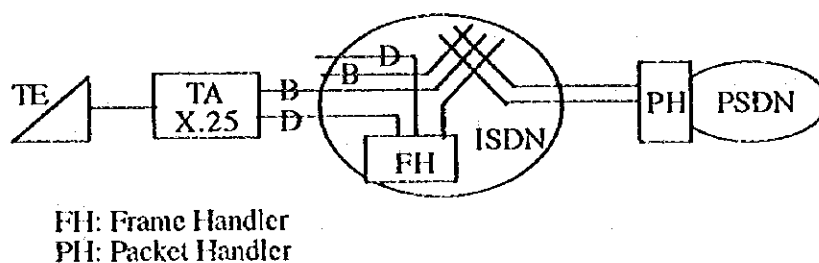 D
B
TE
TA
X.25
B
D
FH
ISDN
PH
PSDN
FH: Frame Handler
PH: Packet Handler